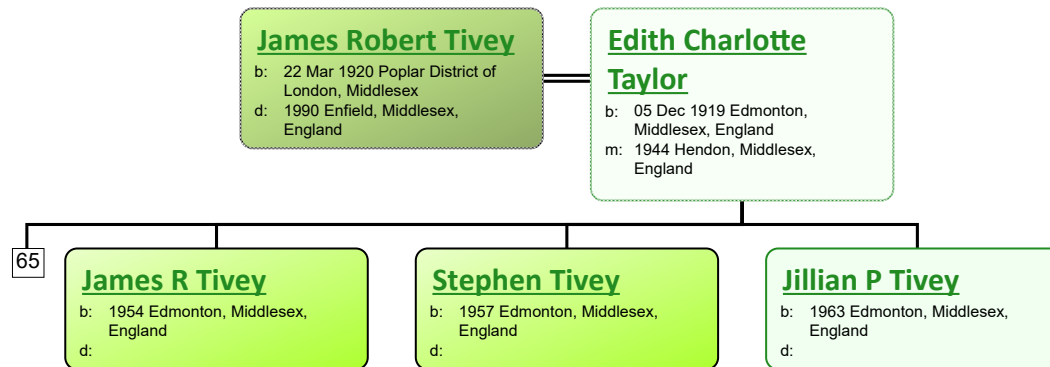 James Robert Tivey
b: 22 Mar 1920 Poplar District of
London, Middlesex
d: 1990 Enfield, Middlesex,
England
Edith Charlotte
Taylor
b: 05 Dec 1919 Edmonton,
Middlesex, England
m: 1944 Hendon, Middlesex,
England
65
James R Tivey
b: 1954 Edmonton, Middlesex,
England
d:
Stephen Tivey
b: 1957 Edmonton, Middlesex,
England
d:
Jillian P Tivey
b: 1963 Edmonton, Middlesex,
England
d: